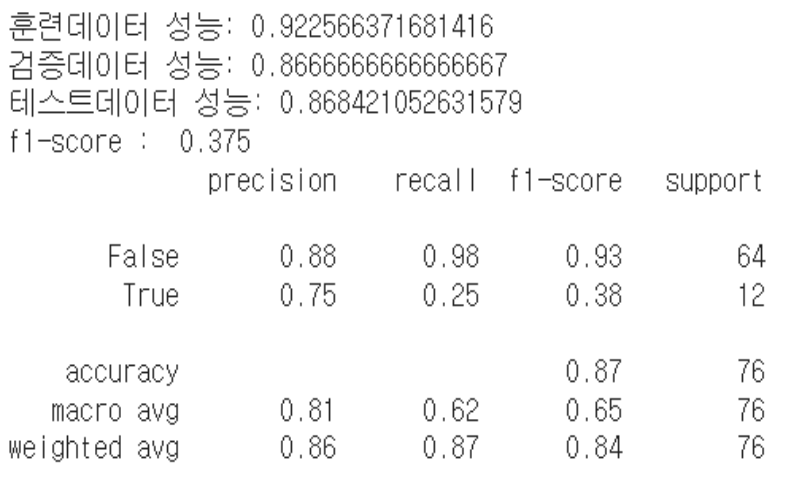 훈련데이터 성능: 0.922566371681416
검증데이터 성능: 0.8666666666666667
테스트데이터 성능: 0.868421052631579
f1-score :  0.375
precision recall f1-score support
False 0.88 0.98 0.93 64
True 0.75 0.25 0.38 12
accuracy 0.87 76
macro avg 0.81 0.62 0.65 76
weighted avg 0.86 0.87 0.84 76